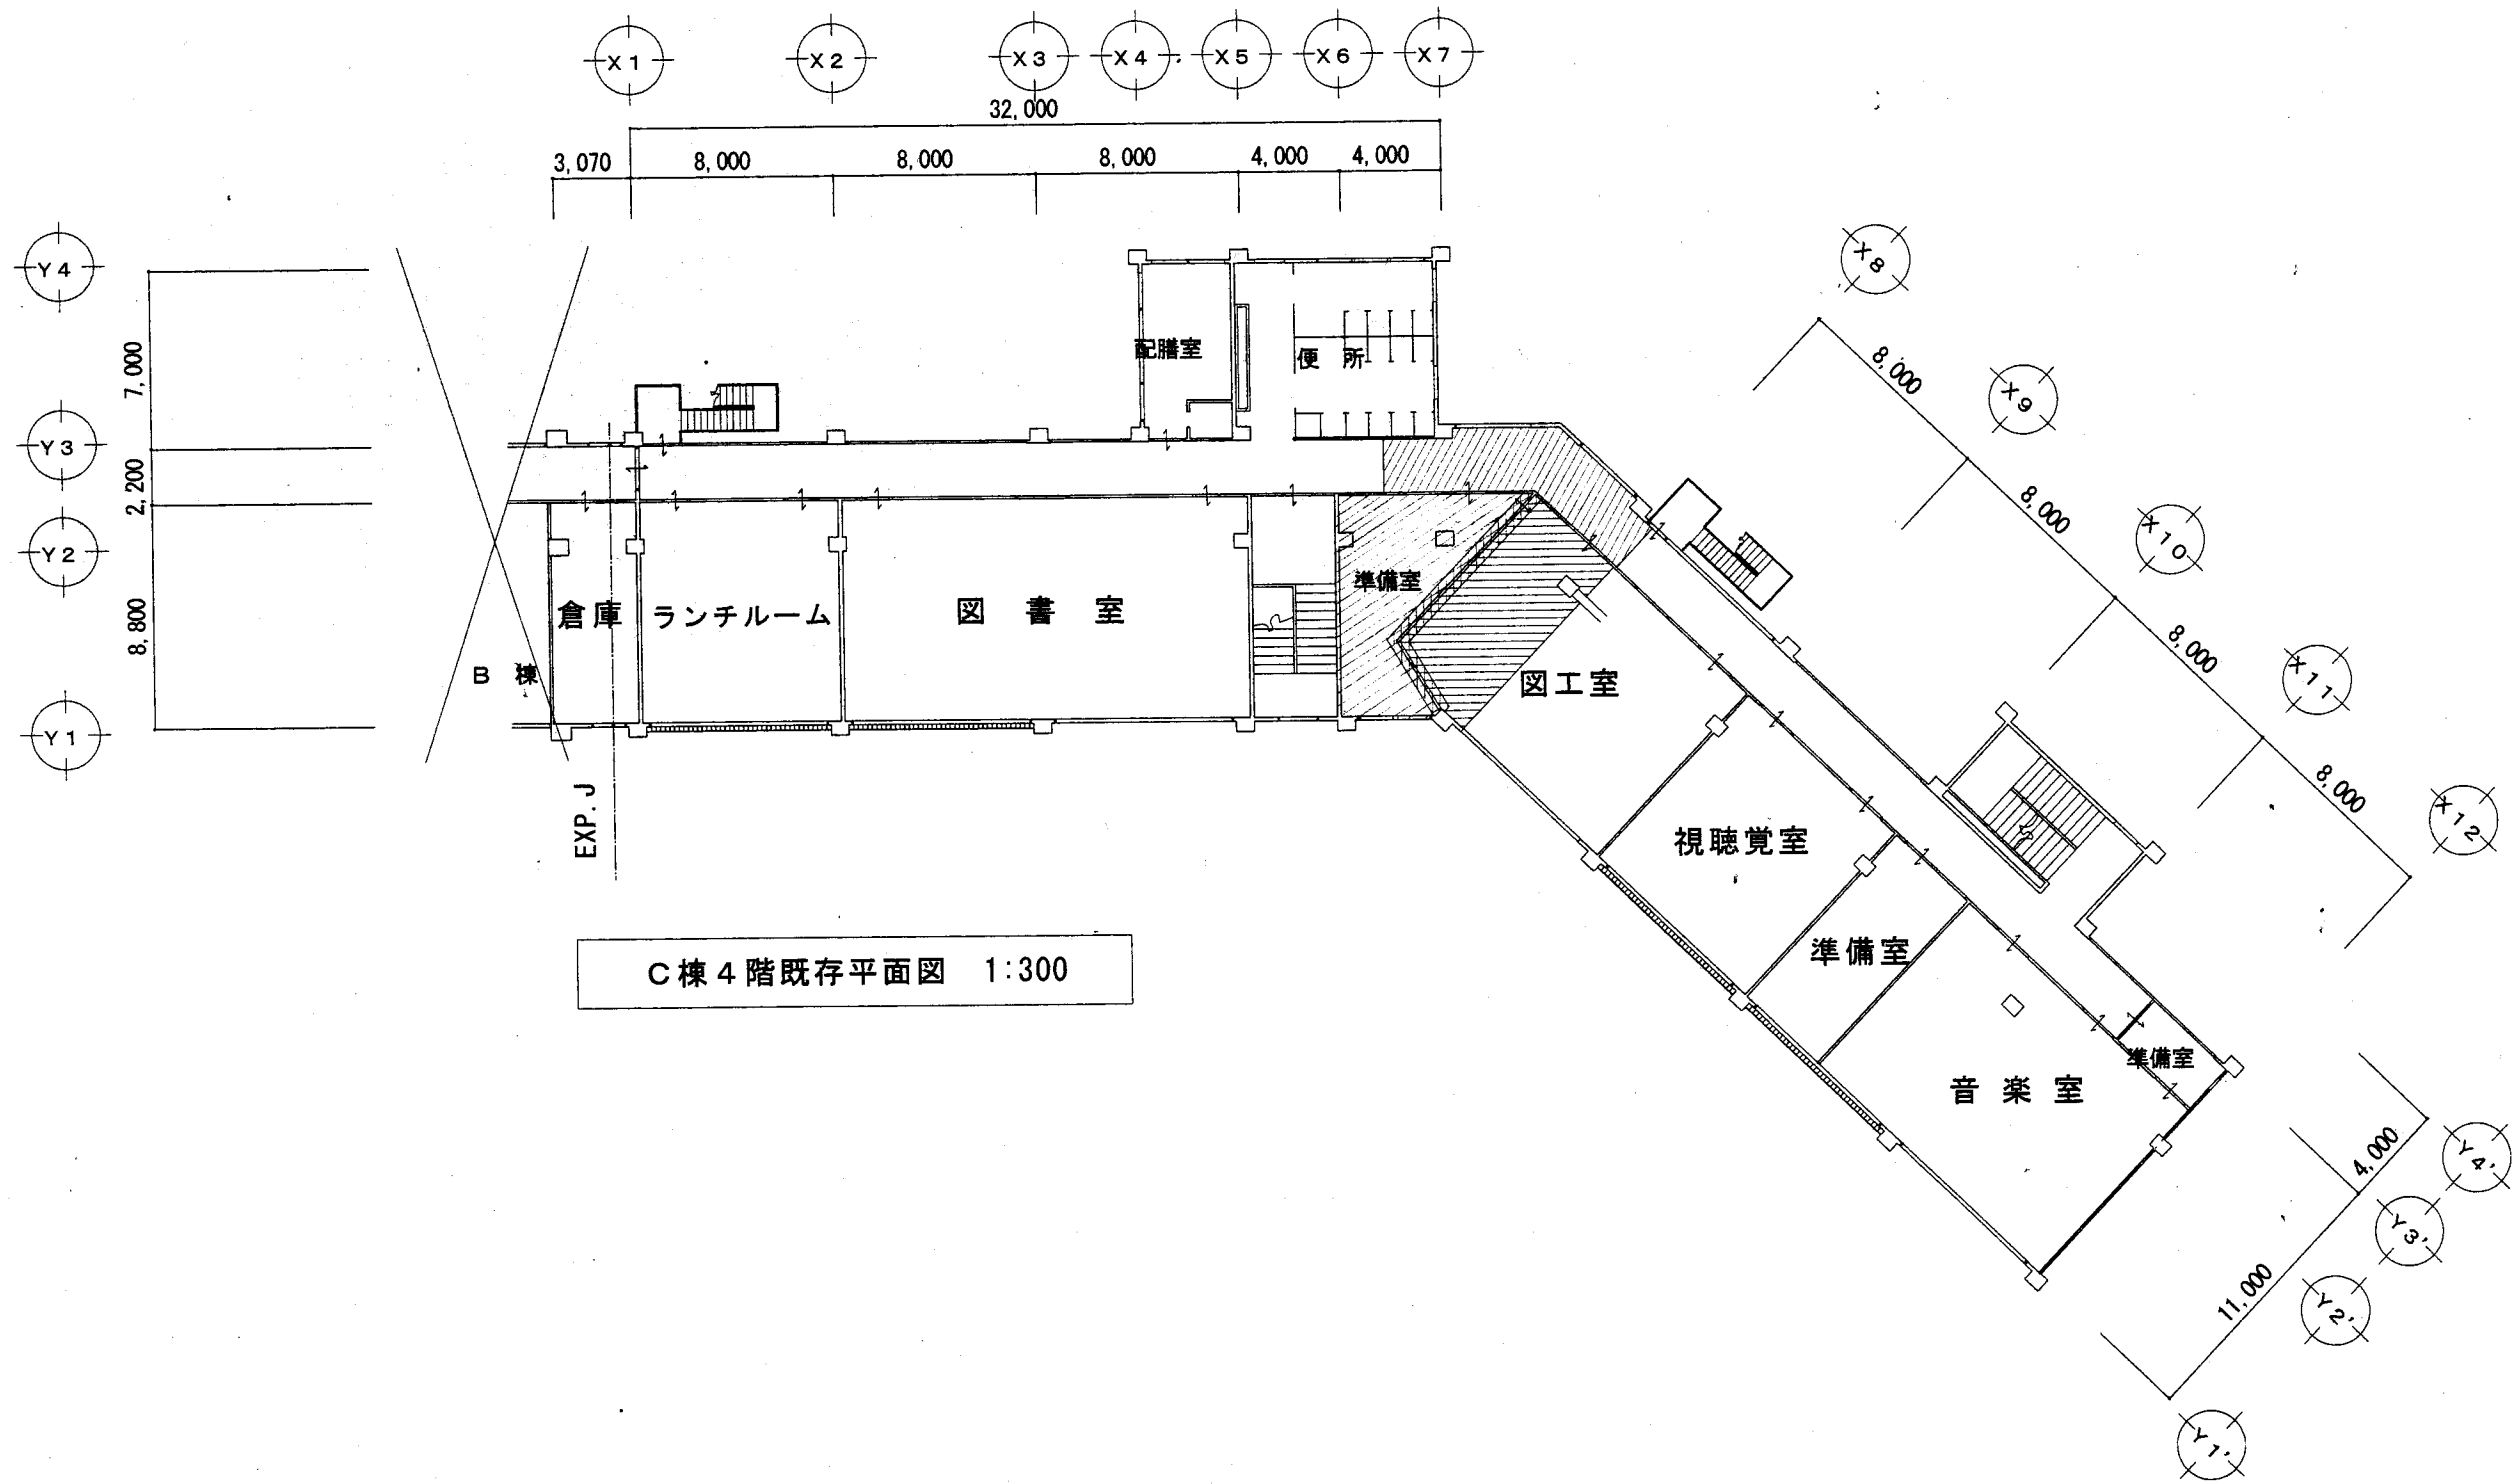 X1 X2 X3 X4 X5 X6 X7
32,000
3,070 8,000 8,000 8,000 4,000 4,000
Y4
Y3
Y2
Y1
7,000
2,200
8,800
X8
X9
X10
X11
X12
8,000
8,000
8,000
8,000
配膳室
便 所
倉庫
ランチルーム
図 書 室
準備室
図工室
B 棟
EXP.J
視聴覚室
準備室
音 楽 室
準備室
C棟4階既存平面図 1:300
4,000
11,000
Y4'
Y3'
Y2'
Y1'